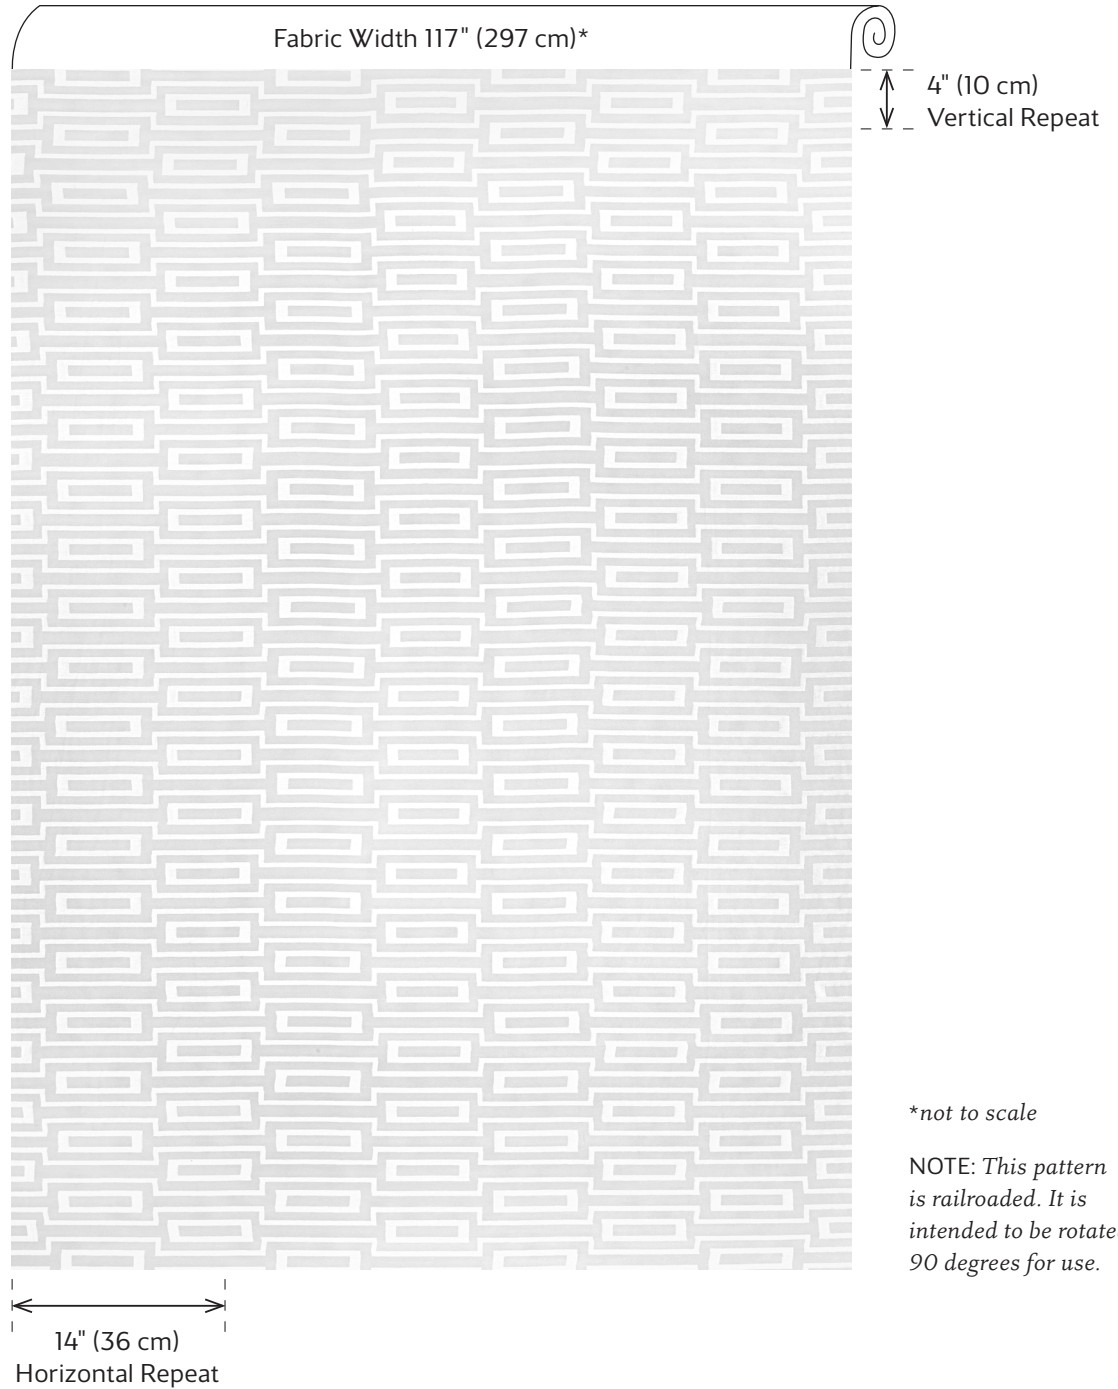 Fabric Width 117" (297 cm)*
4" (10 cm)
Vertical Repeat
*not to scale
NOTE: This pattern
is railroaded. It is
intended to be rotate
90 degrees for use.
14" (36 cm)
Horizontal Repeat